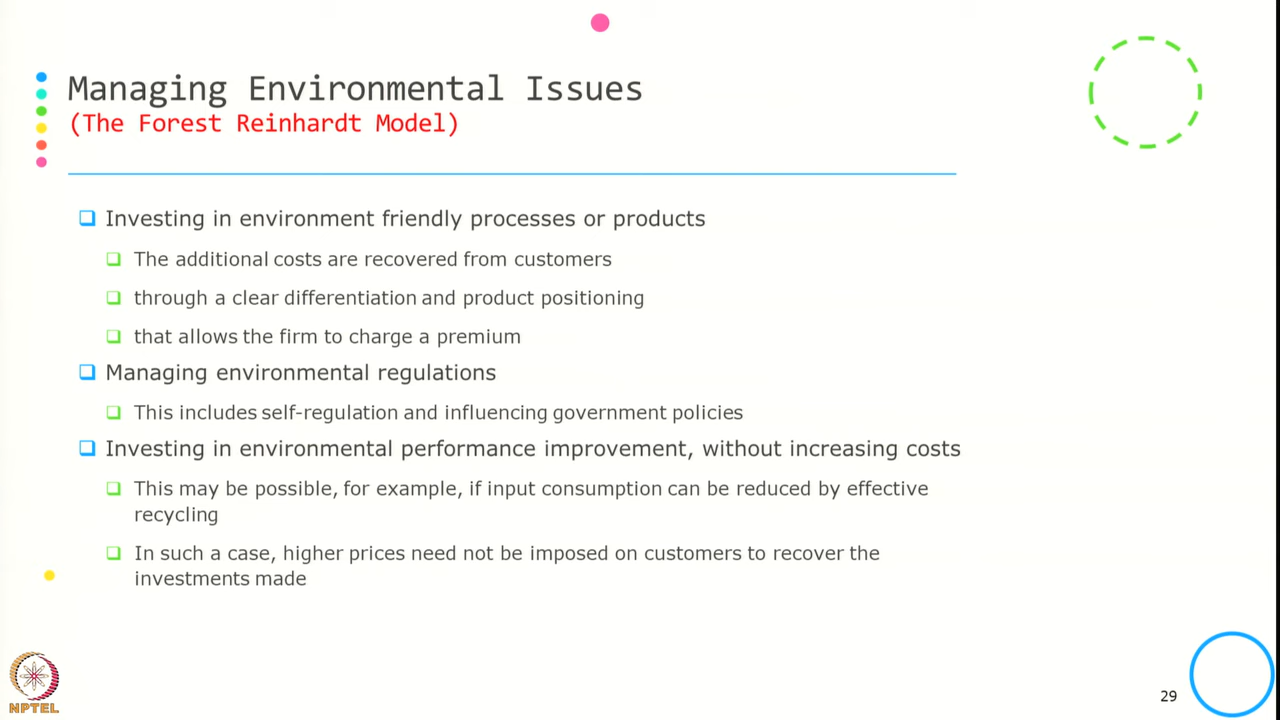 Managing Environmental Issues
(The Forest Reinhardt Model)
Investing in environment friendly processes or products
The additional costs are recovered from customers
through a clear differentiation and product positioning
that allows the firm to charge a premium
Managing environmental regulations
This includes self-regulation and influencing government policies
Investing in environmental performance improvement, without increasing costs
This may be possible, for example, if input consumption can be reduced by effective
recycling
In such a case, higher prices need not be imposed on customers to recover the
investments made
NPTEL
29